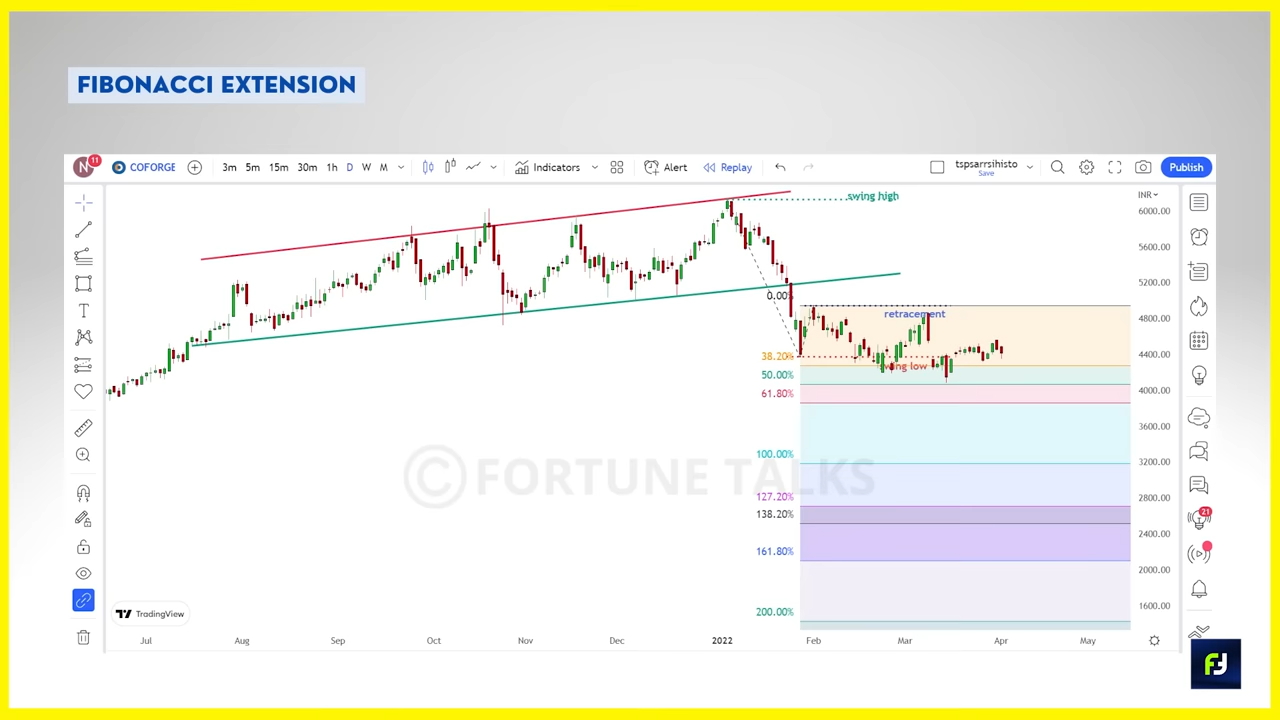 FIBONACCI EXTENSION
N 11 COFORGE 3m 5m 15m 30m 1h D W M Indicators Alert Replay tspsarrsihisto Save Publish
swing high
INR
6000.00
5600.00
5200.00
0.00%
4800.00
retracement
38.20%
4400.00
swing low
50.00%
4000.00
61.80%
3600.00
100.00%
3200.00
© FORTUNE TALKS
127.20%
2800.00
138.20%
21
2400.00
161.80%
2000.00
200.00%
1600.00
TradingView
Jul Aug Sep Oct Nov Dec 2022 Feb Mar Apr May